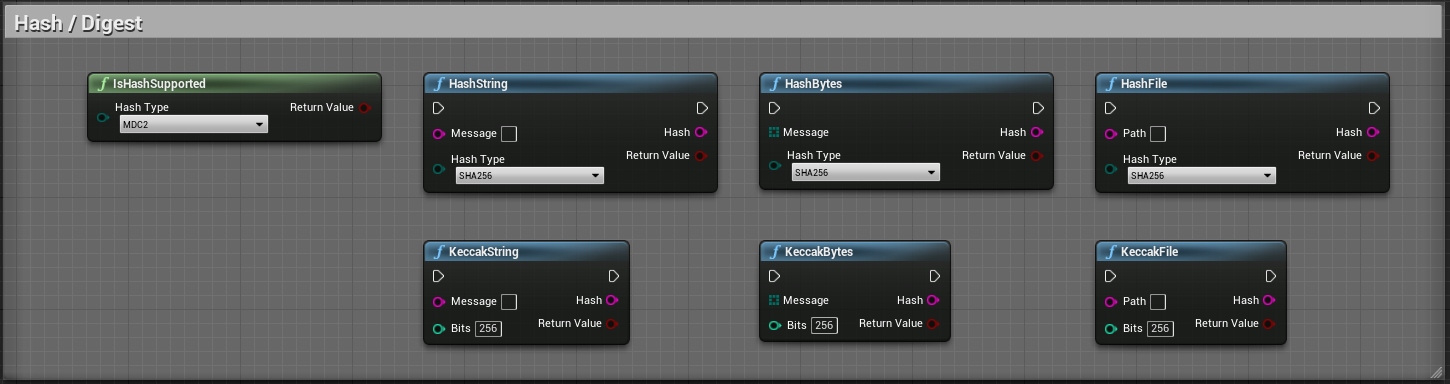 Hash / Digest
IsHashSupported
Hash Type
Return Value
MDC2
HashString
Message
Hash
Return Value
Hash Type
SHA256
HashBytes
Message
Hash
Return Value
Hash Type
SHA256
HashFile
Path
Hash
Return Value
Hash Type
SHA256
KeccakString
Message
Hash
Bits 256
Return Value
KeccakBytes
Message
Hash
Bits 256
Return Value
KeccakFile
Path
Hash
Bits 256
Return Value